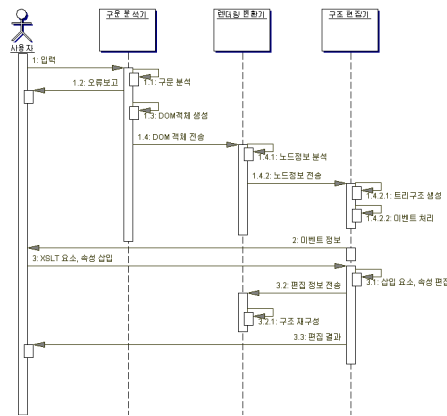 구문 분석기
렌더링 변환기
구조 편집기
사용자
1: 입력
1.1: 구문 분석
1.2: 오류보고
1.3: DOM객체 생성
1.4: DOM 객체 전송
1.4.1: 노드정보 분석
1.4.2: 노드정보 전송
1.4.2.1: 트리구조 생성
1.4.2.2: 이벤트 처리
2: 이벤트 정보
3: XSLT 요소, 속성 삽입
3.1: 삽입 요소, 속성 편집
3.2: 편집 정보 전송
3.2.1: 구조 재구성
3.3: 편집 결과